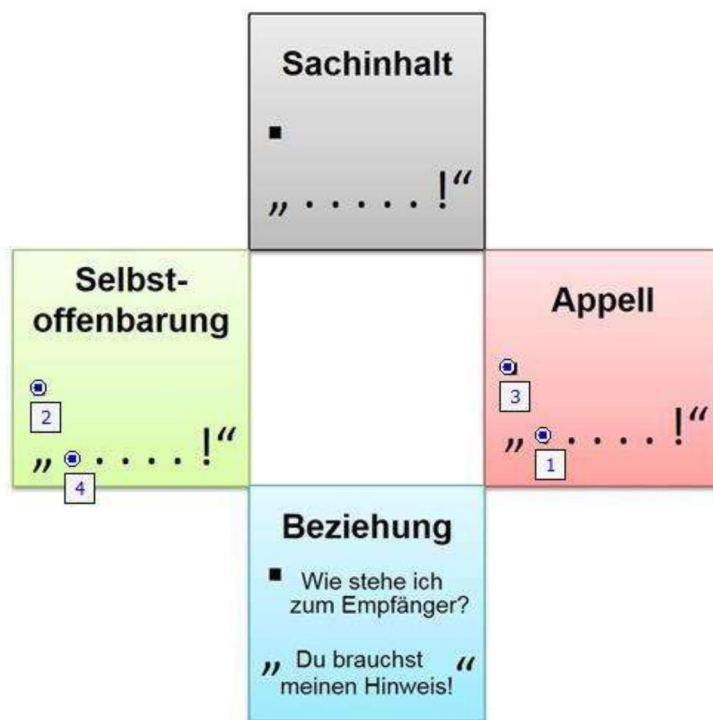 Sachinhalt
▪
„ . . . . . !“
Selbst-
offenbarung
2
„ . . . . !“
4
Appell
3
„ . . . . !“
1
Beziehung
▪ Wie stehe ich
zum Empfänger?
„ Du brauchst “
meinen Hinweis!